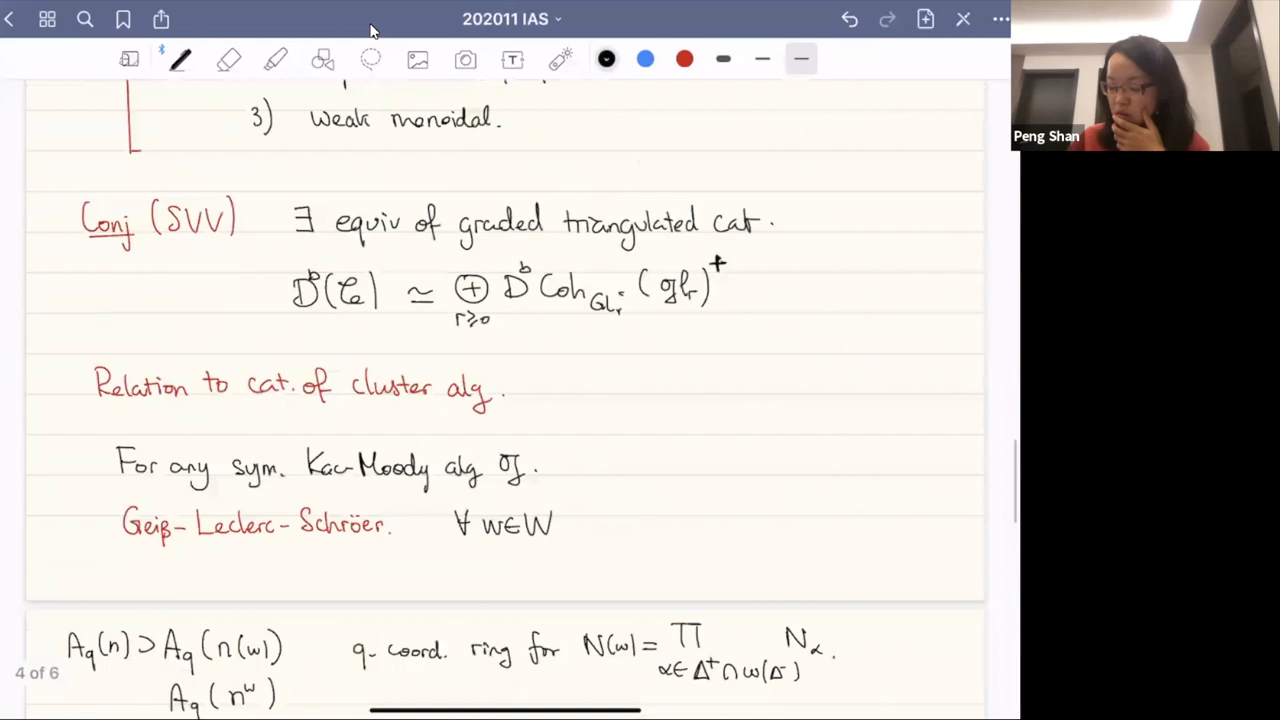 202011 IAS
Peng Shan
3) weak monoidal.
Conj (SVV) ∃ equiv of graded triangulated cat.
D^b(𝒞) ≃ ⊕_{r≥0} D^b Coh_{GL_r} (𝔤𝔩_r)^+
Relation to cat. of cluster alg.
For any sym. Kac-Moody alg 𝔤.
Geiß-Leclerc-Schröer. ∀ w∈W
A_q(n) ⊃ A_q(n(w)) q-coord. ring for N(w) = ∏_{α∈Δ^+∩w(Δ^-)} N_α.
4 of 6
A_q(n^w)